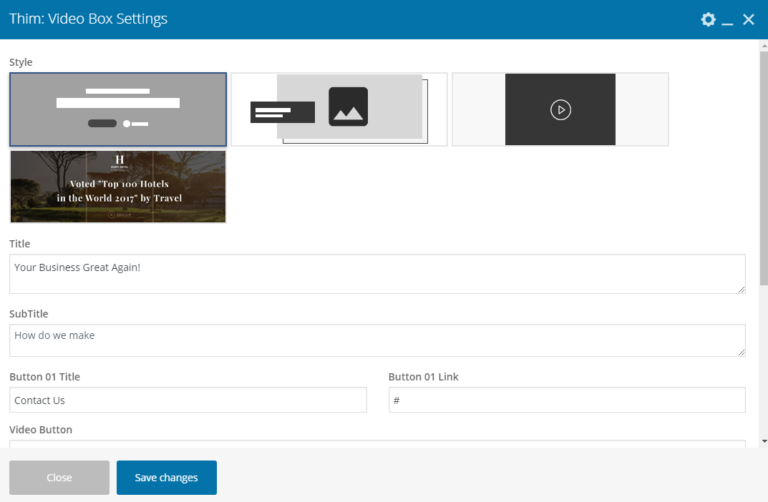 Thim: Video Box Settings
Style
H
Voted "Top 100 Hotels
in the World 2017" by Travel
Title
Your Business Great Again!
SubTitle
How do we make
Button 01 Title
Button 01 Link
Contact Us
#
Video Button
Close
Save changes